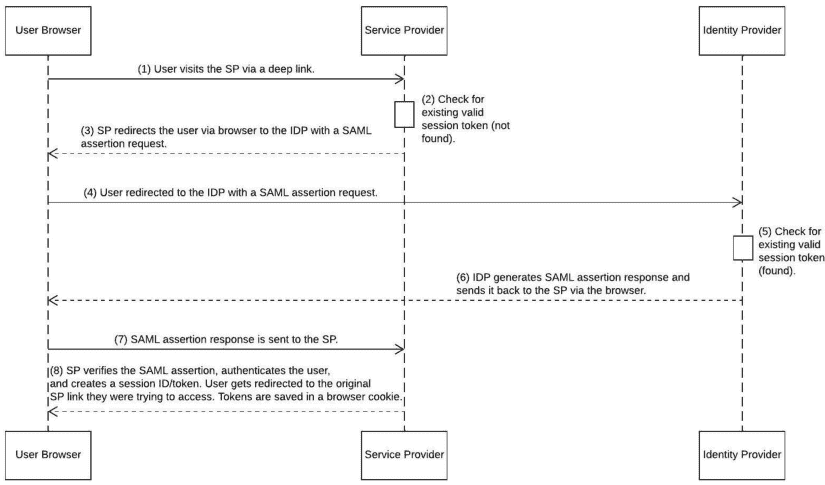 User Browser
Service Provider
Identity Provider
(1) User visits the SP via a deep link.
(2) Check for
existing valid
session token (not
found).
(3) SP redirects the user via browser to the IDP with a SAML
assertion request.
(4) User redirected to the IDP with a SAML assertion request.
(5) Check for
existing valid
session token
(found).
(6) IDP generates SAML assertion response and
sends it back to the SP via the browser.
(7) SAML assertion response is sent to the SP.
(8) SP verifies the SAML assertion, authenticates the user,
and creates a session ID/token. User gets redirected to the original
SP link they were trying to access. Tokens are saved in a browser cookie.
User Browser
Service Provider
Identity Provider